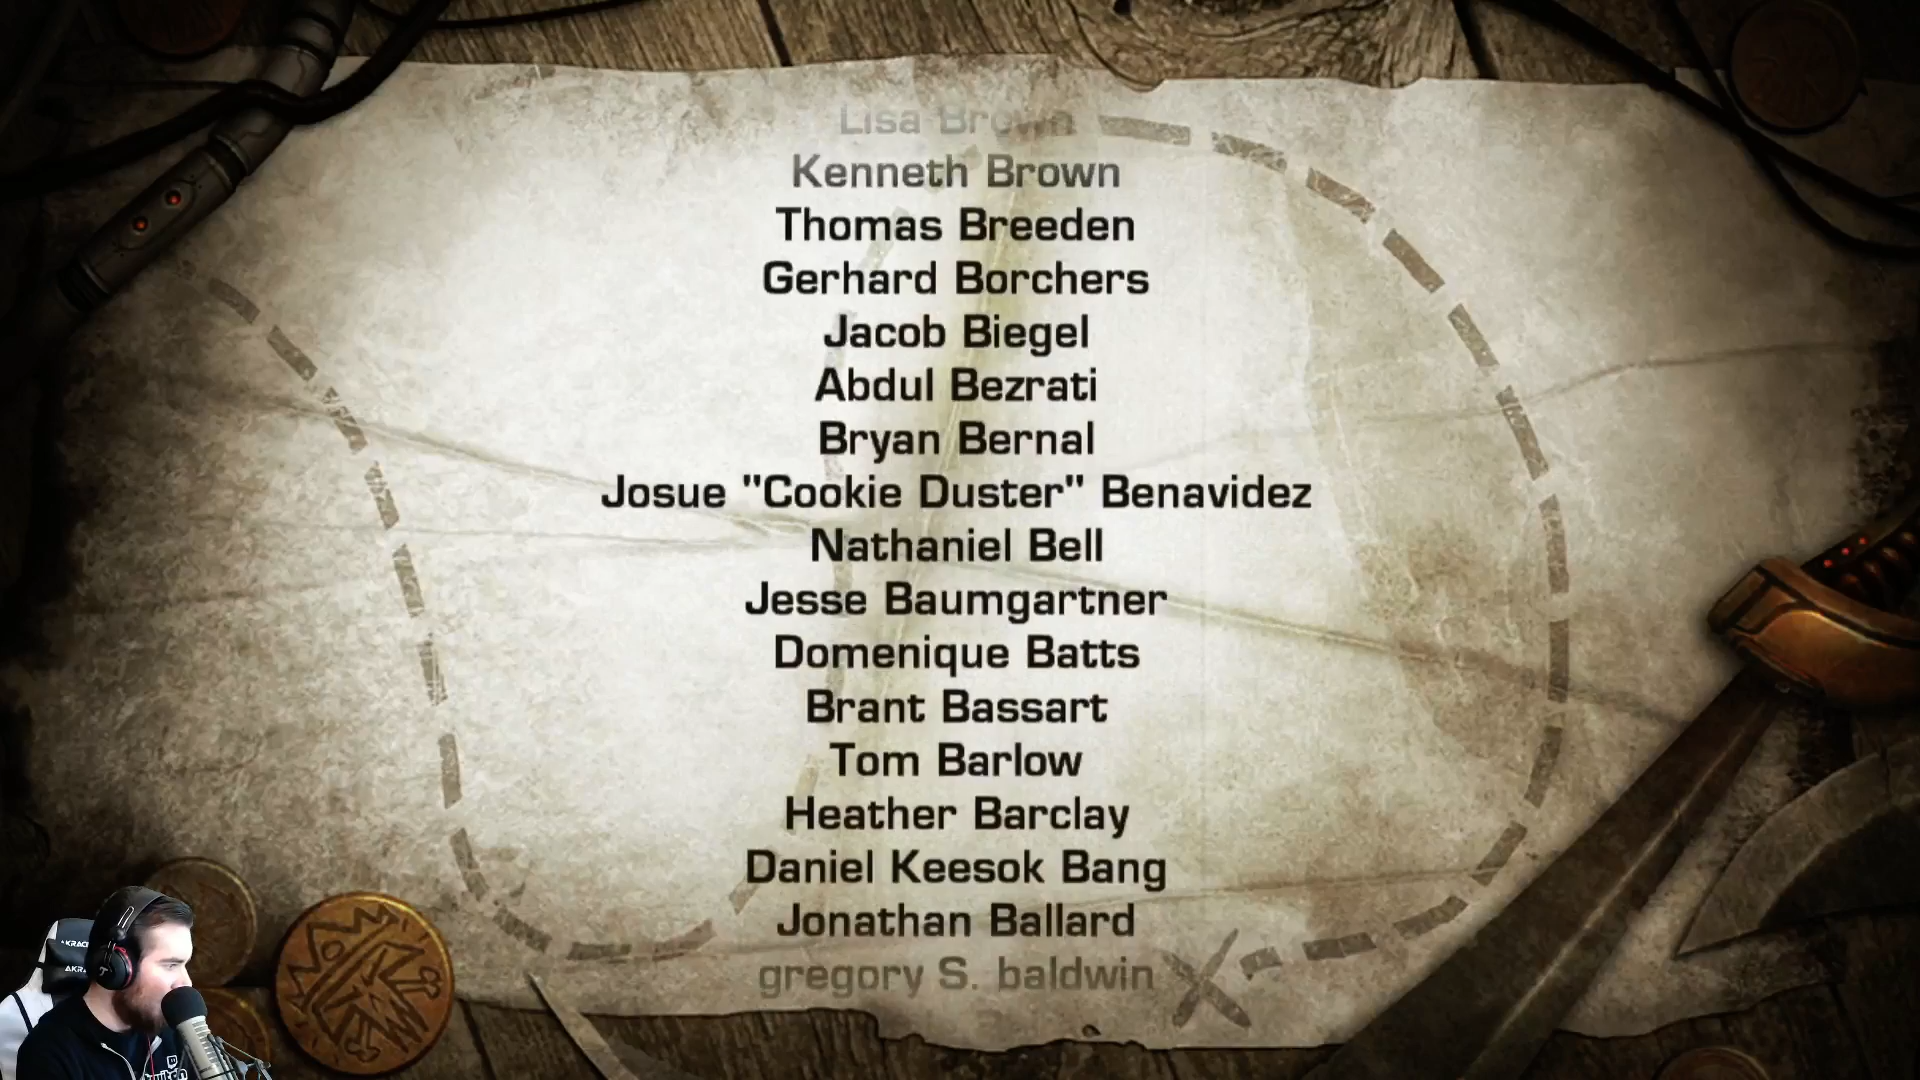 Lisa Brown
Kenneth Brown
Thomas Breeden
Gerhard Borchers
Jacob Biegel
Abdul Bezrati
Bryan Bernal
Josue "Cookie Duster" Benavidez
Nathaniel Bell
Jesse Baumgartner
Domenique Batts
Brant Bassart
Tom Barlow
Heather Barclay
Daniel Keesok Bang
Jonathan Ballard
gregory S. baldwin
twitch